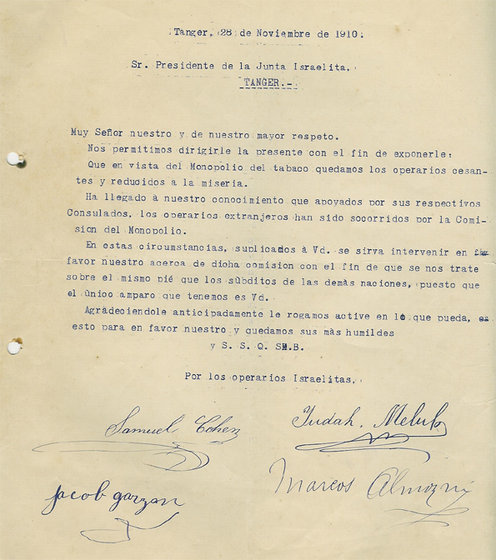 Tanger, 28 de Noviembre de 1910.
Sr. Presidente de la Junta Israelita.
TANGER.-
Muy Señor nuestro y de nuestro mayor respeto.
Nos permitimos dirigirle la presente con el fin de exponerle:
Que en vista del Monopolio del tabaco quedamos los operarios cesan-
tes y reducidos a la miseria.
Ha llegado à nuestro conocimiento que apoyados por sus respectivos
Consulados, los operarios extranjeros han sido socorridos por la Comi-
sion del Monopolio.
En estas circumstancias, suplicados à Vd. se sirva intervenir en
favor nuestro acerca de dicha comision con el fin de que se nos trate
sobre el mismo pié que los súbditos de las demás naciones, puesto que
el único amparo que tenemos es Vd.
Agradeciendole anticipadamente le rogamos active en lo que pueda, es
esto para en favor nuestro y quedamos sus más humildes
y S. S. Q. S.M.B.
Por los operarios Israelitas.
Samuel Cohen
Judah. Melul
Jacob garzon
Marcos